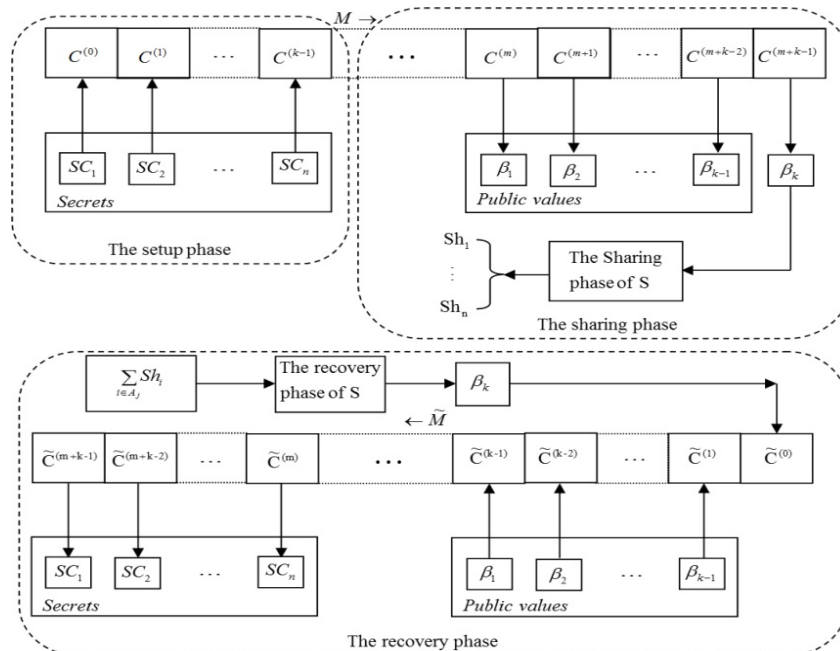 M →
C^(0) C^(1) ... C^(k-1) ... C^(m) C^(m+1) ... C^(m+k-2) C^(m+k-1)
SC_1 SC_2 ... SC_n
Secrets
The setup phase
β_1 β_2 ... β_{k-1} β_k
Public values
Sh_1
⋮
Sh_n
The Sharing
phase of S
The sharing phase
∑_{i∈A_j} Sh_i
The recovery
phase of S
β_k
← M̃
C̃^(m+k-1) C̃^(m+k-2) ... C̃^(m) ... C̃^(k-1) C̃^(k-2) ... C̃^(1) C̃^(0)
SC_1 SC_2 ... SC_n
Secrets
β_1 β_2 ... β_{k-1}
Public values
The recovery phase